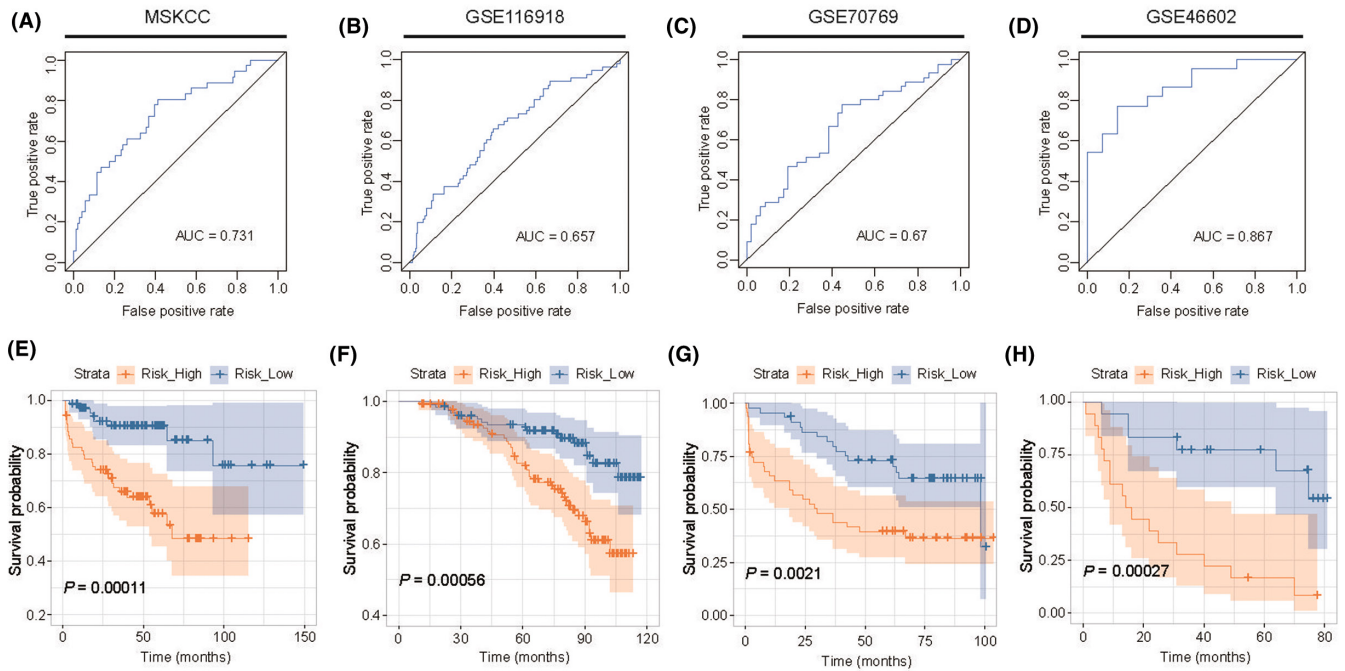 (A) MSKCC
(B) GSE116918
(C) GSE70769
(D) GSE46602
True positive rate
0.0 0.2 0.4 0.6 0.8 1.0
AUC = 0.731
0.0 0.2 0.4 0.6 0.8 1.0
False positive rate
True positive rate
0.0 0.2 0.4 0.6 0.8 1.0
AUC = 0.657
0.0 0.2 0.4 0.6 0.8 1.0
False positive rate
True positive rate
0.0 0.2 0.4 0.6 0.8 1.0
AUC = 0.67
0.0 0.2 0.4 0.6 0.8 1.0
False positive rate
True positive rate
0.0 0.2 0.4 0.6 0.8 1.0
AUC = 0.867
0.0 0.2 0.4 0.6 0.8 1.0
False positive rate
(E)
Strata Risk_High Risk_Low
Survival probability
1.0
0.8
0.6
0.4
0.2
P = 0.00011
0 50 100 150
Time (months)
(F)
Strata Risk_High Risk_Low
Survival probability
1.0
0.8
0.6
0.4
P = 0.00056
0 30 60 90 120
Time (months)
(G)
Strata Risk_High Risk_Low
Survival probability
1.00
0.75
0.50
0.25
0.00
P = 0.0021
0 25 50 75 100
Time (months)
(H)
Strata Risk_High Risk_Low
Survival probability
1.00
0.75
0.50
0.25
0.00
P = 0.00027
0 20 40 60 80
Time (months)